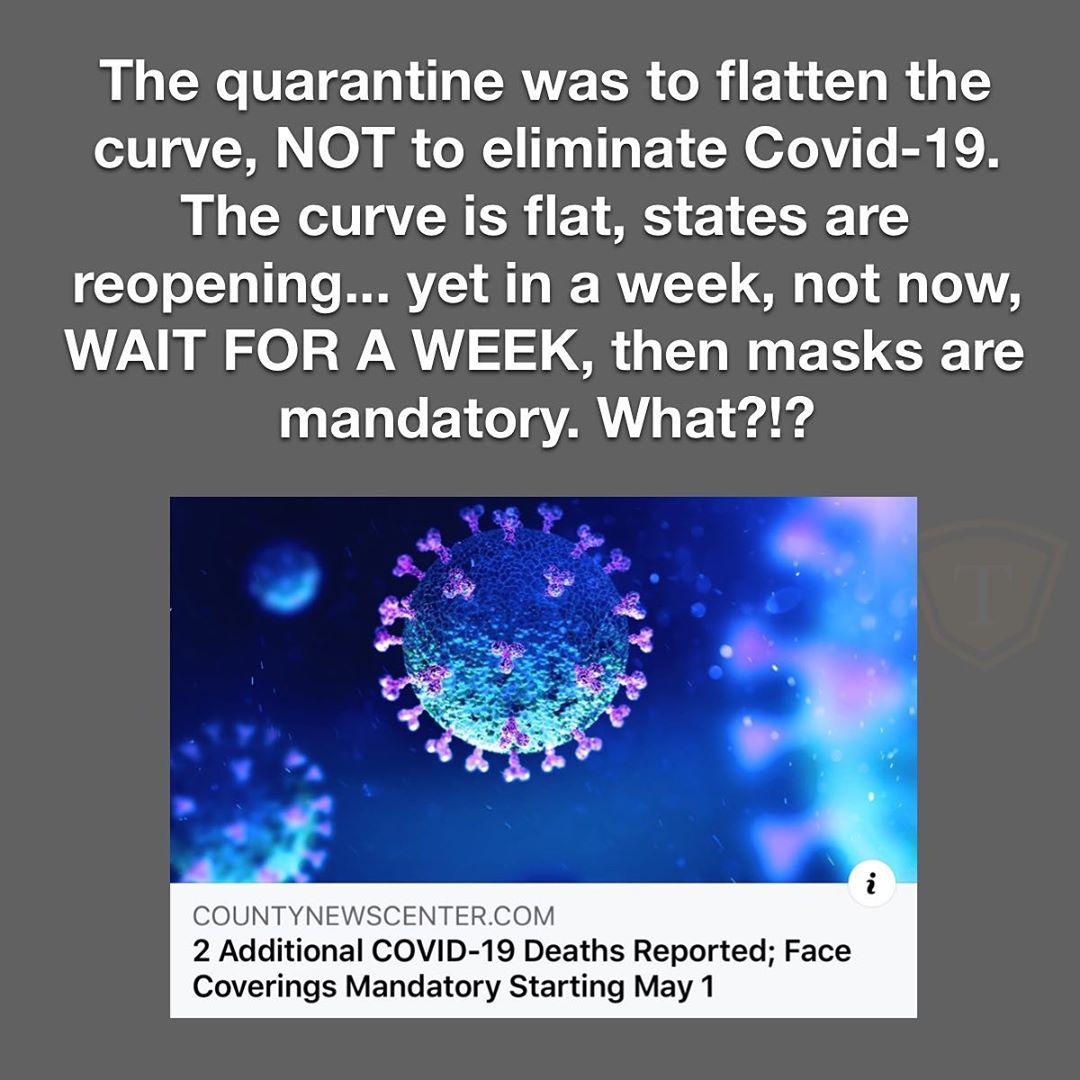 The quarantine was to flatten the
curve, NOT to eliminate Covid-19.
The curve is flat, states are
reopening... yet in a week, not now,
WAIT FOR A WEEK, then masks are
mandatory. What?!?
T
i
COUNTYNEWSCENTER.COM
2 Additional COVID-19 Deaths Reported; Face
Coverings Mandatory Starting May 1